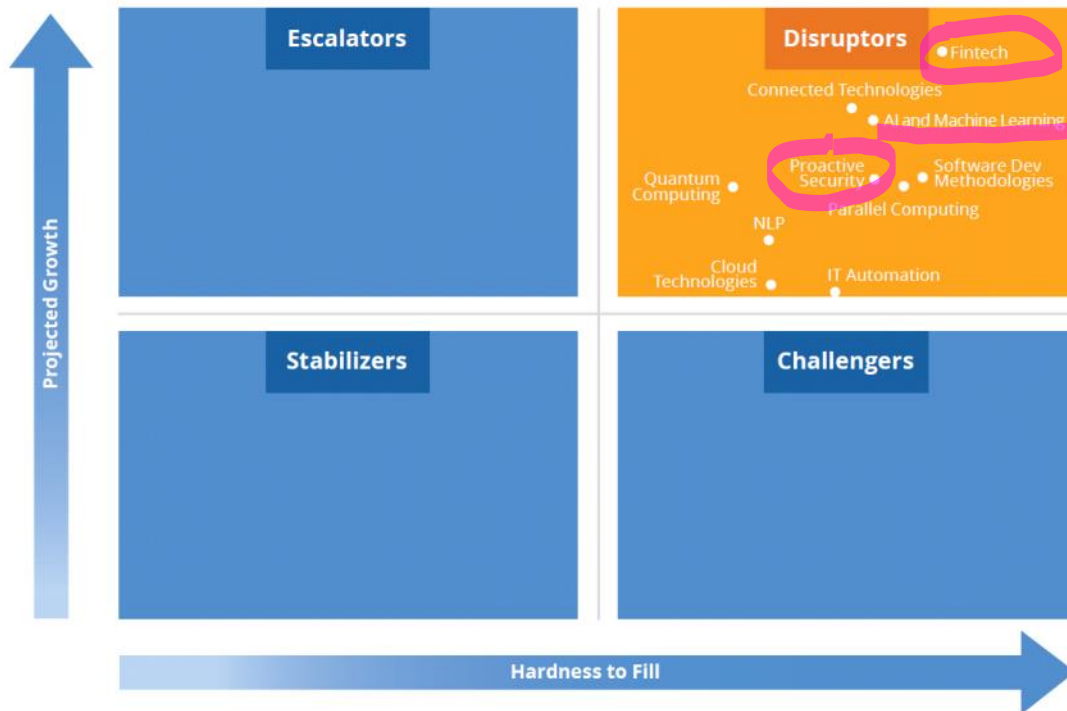 Escalators
Disruptors
Fintech
Connected Technologies
AI and Machine Learning
Proactive
Security
Software Dev
Methodologies
Quantum
Computing
Parallel Computing
NLP
Cloud
Technologies
IT Automation
Projected Growth
Stabilizers
Challengers
Hardness to Fill